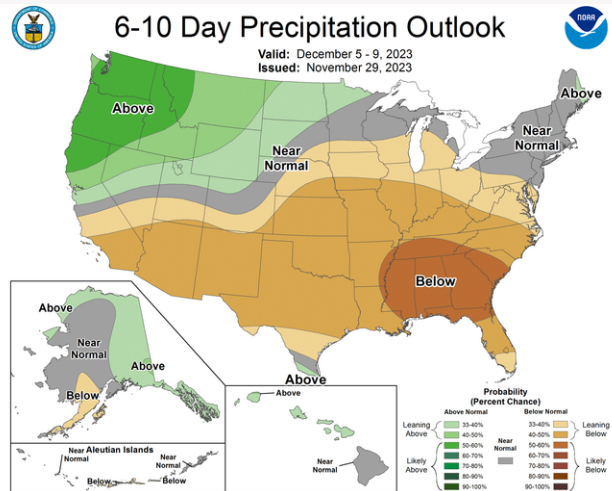 6-10 Day Precipitation Outlook
Valid: December 5 - 9, 2023
Issued: November 29, 2023
NOAA
Above
Above
Near
Normal
Near
Normal
Below
Above
Above
Near
Normal
Above
Below
Near Aleutian Islands
Normal
Near
Normal
Below
Below
Above
Near
Normal
Probability
(Percent Chance)
Above Normal Below Normal
Leaning
Above
33-40% 33-40%
40-50% 40-50%
Leaning
Below
Near
Normal
Likely
Above
50-60% 50-60%
60-70% 60-70%
70-80% 70-80%
80-90% 80-90%
90-100% 90-100%
Likely
Below